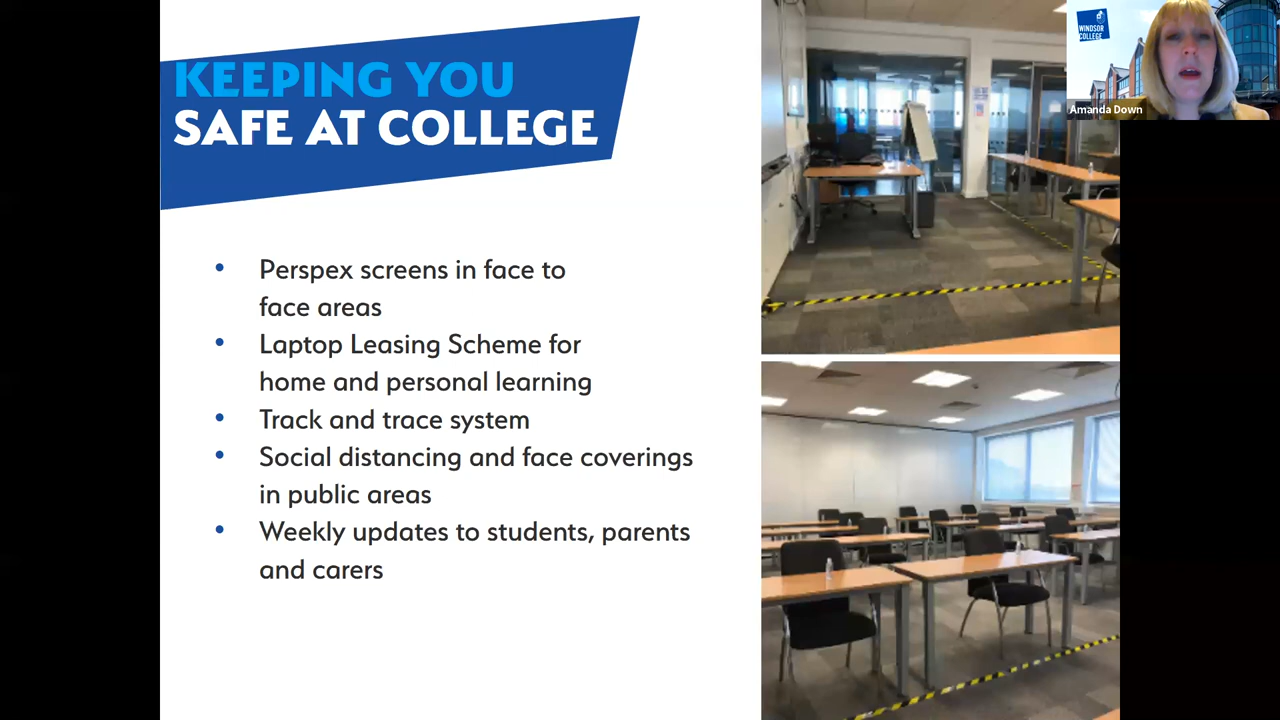 KEEPING YOU
SAFE AT COLLEGE
Perspex screens in face to
face areas
Laptop Leasing Scheme for
home and personal learning
Track and trace system
Social distancing and face coverings
in public areas
Weekly updates to students, parents
and carers
WINDSOR
COLLEGE
Amanda Down